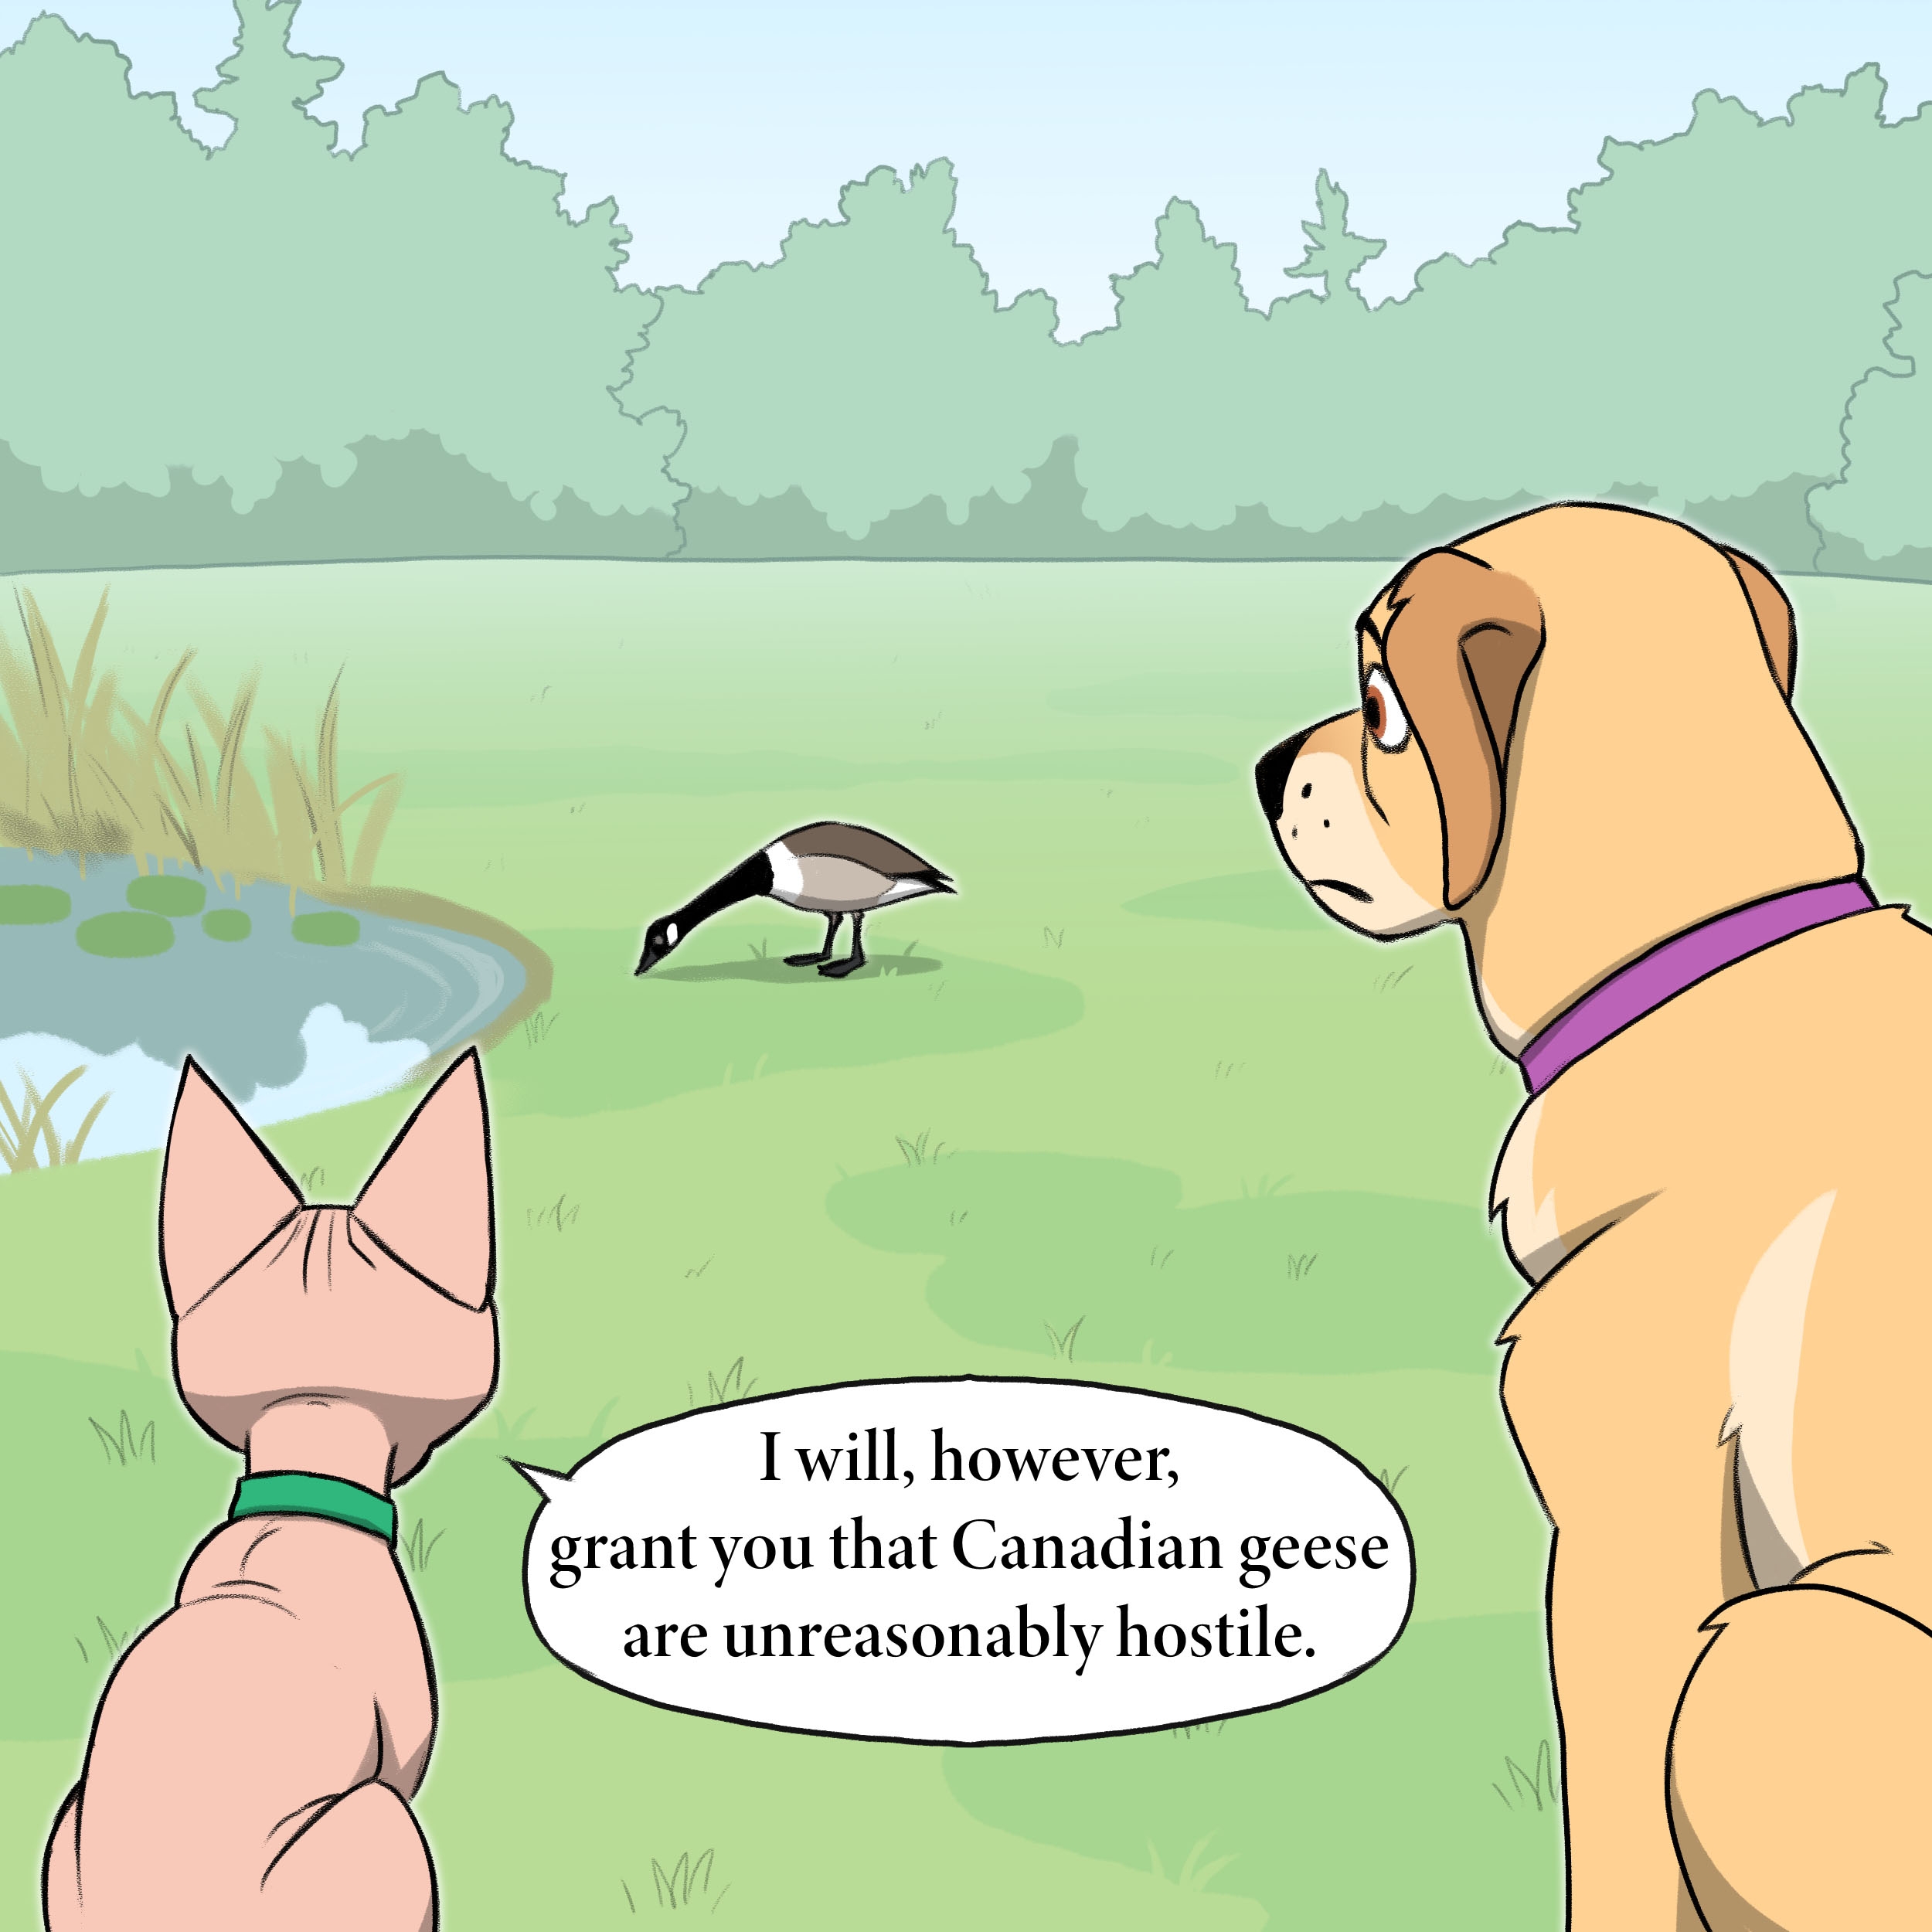 I will, however,
grant you that Canadian geese
are unreasonably hostile.